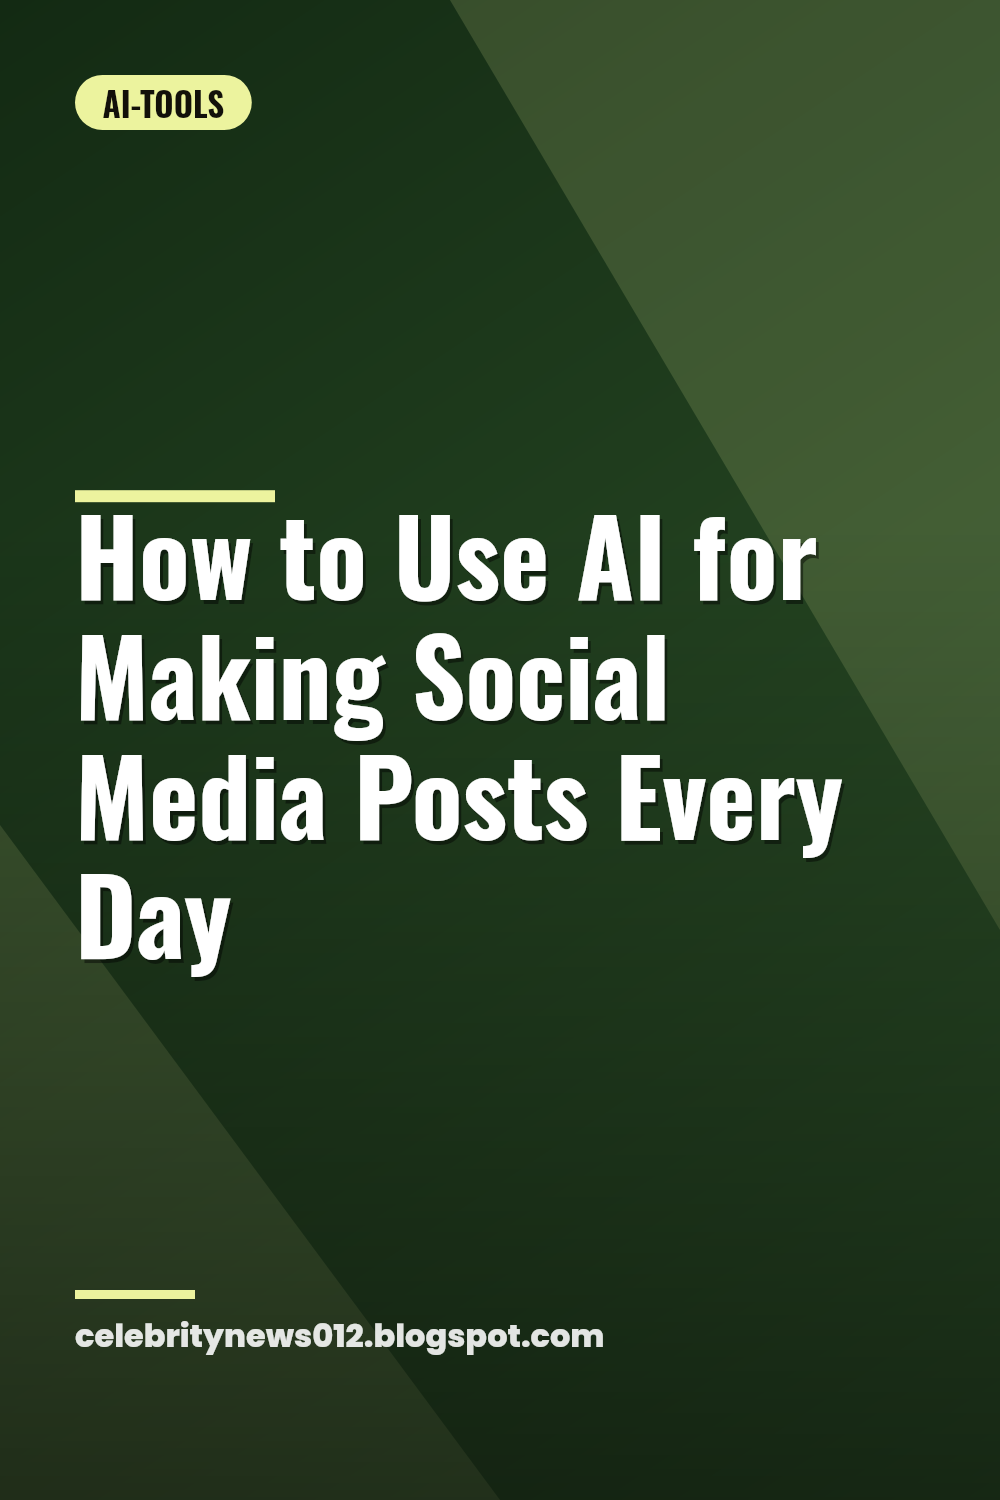 AI-TOOLS
How to Use AI for
Making Social
Media Posts Every
Day
celebritynews012.blogspot.com